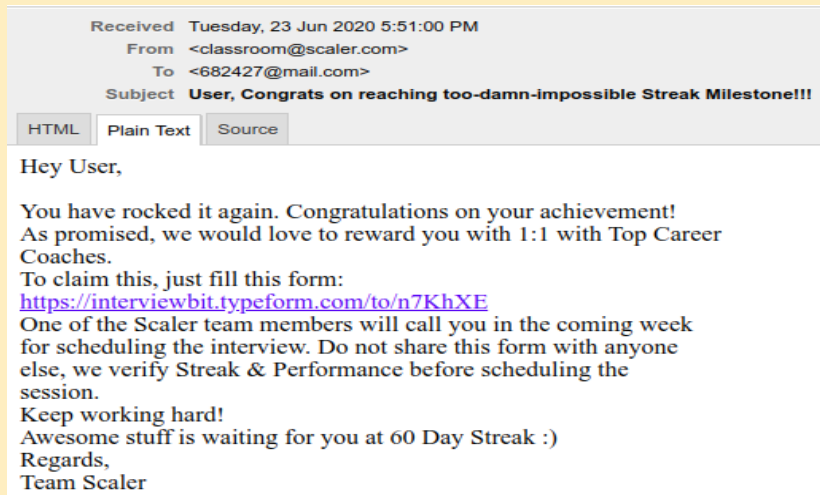 Received Tuesday, 23 Jun 2020 5:51:00 PM
From <classroom@scaler.com>
To <682427@mail.com>
Subject User, Congrats on reaching too-damn-impossible Streak Milestone!!!
HTML Plain Text Source
Hey User,
You have rocked it again. Congratulations on your achievement!
As promised, we would love to reward you with 1:1 with Top Career
Coaches.
To claim this, just fill this form:
https://interviewbit.typeform.com/to/n7KhXE
One of the Scaler team members will call you in the coming week
for scheduling the interview. Do not share this form with anyone
else, we verify Streak & Performance before scheduling the
session.
Keep working hard!
Awesome stuff is waiting for you at 60 Day Streak :)
Regards,
Team Scaler